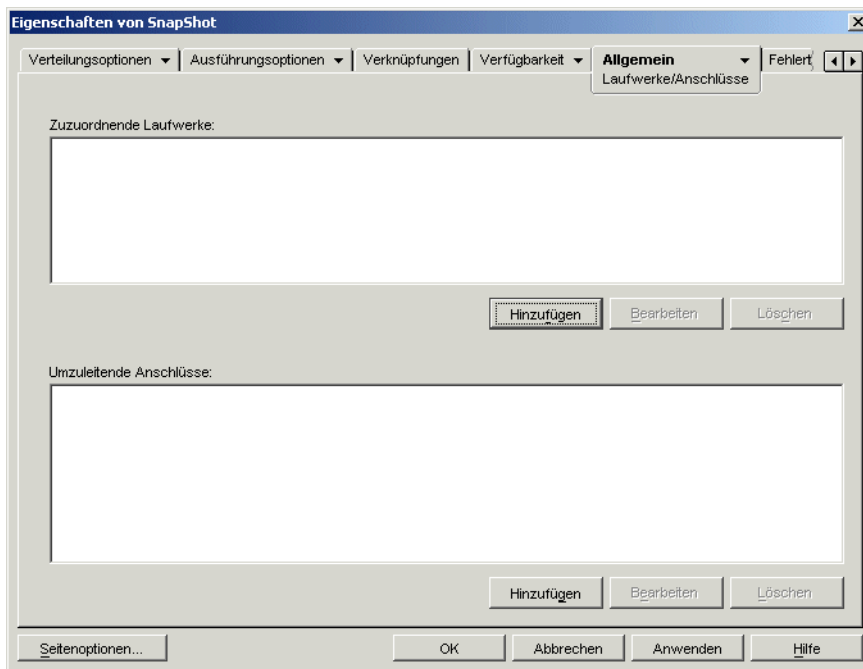 Eigenschaften von SnapShot
Verteilungsoptionen Ausführungsoptionen Verknüpfungen Verfügbarkeit Allgemein Fehlert
Laufwerke/Anschlüsse
Zuzuordnende Laufwerke:
Hinzufügen Bearbeiten Löschen
Umzuleitende Anschlüsse:
Hinzufügen Bearbeiten Löschen
Seitenoptionen... OK Abbrechen Anwenden Hilfe